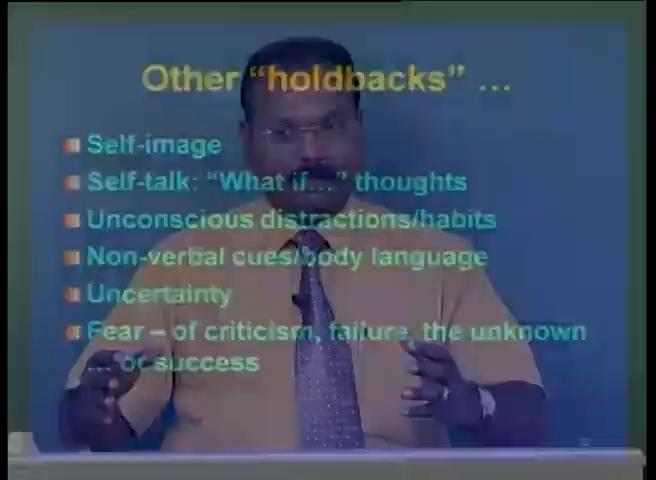 Other “holdbacks” ...
Self-image
Self-talk: “What if...” thoughts
Unconscious distractions/habits
Non-verbal cues/body language
Uncertainty
Fear – of criticism, failure, the unknown
... or success